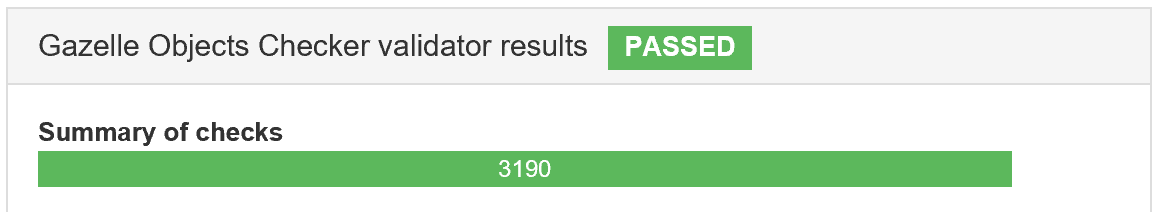 Gazelle Objects Checker validator results PASSED
Summary of checks
3190